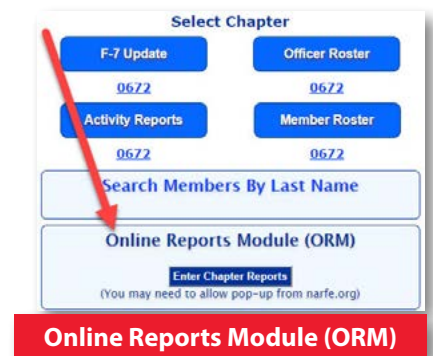 Select Chapter
F-7 Update
Officer Roster
0672
0672
Activity Reports
Member Roster
0672
0672
Search Members By Last Name
Online Reports Module (ORM)
Enter Chapter Reports
(You may need to allow pop-up from narfe.org)
Online Reports Module (ORM)